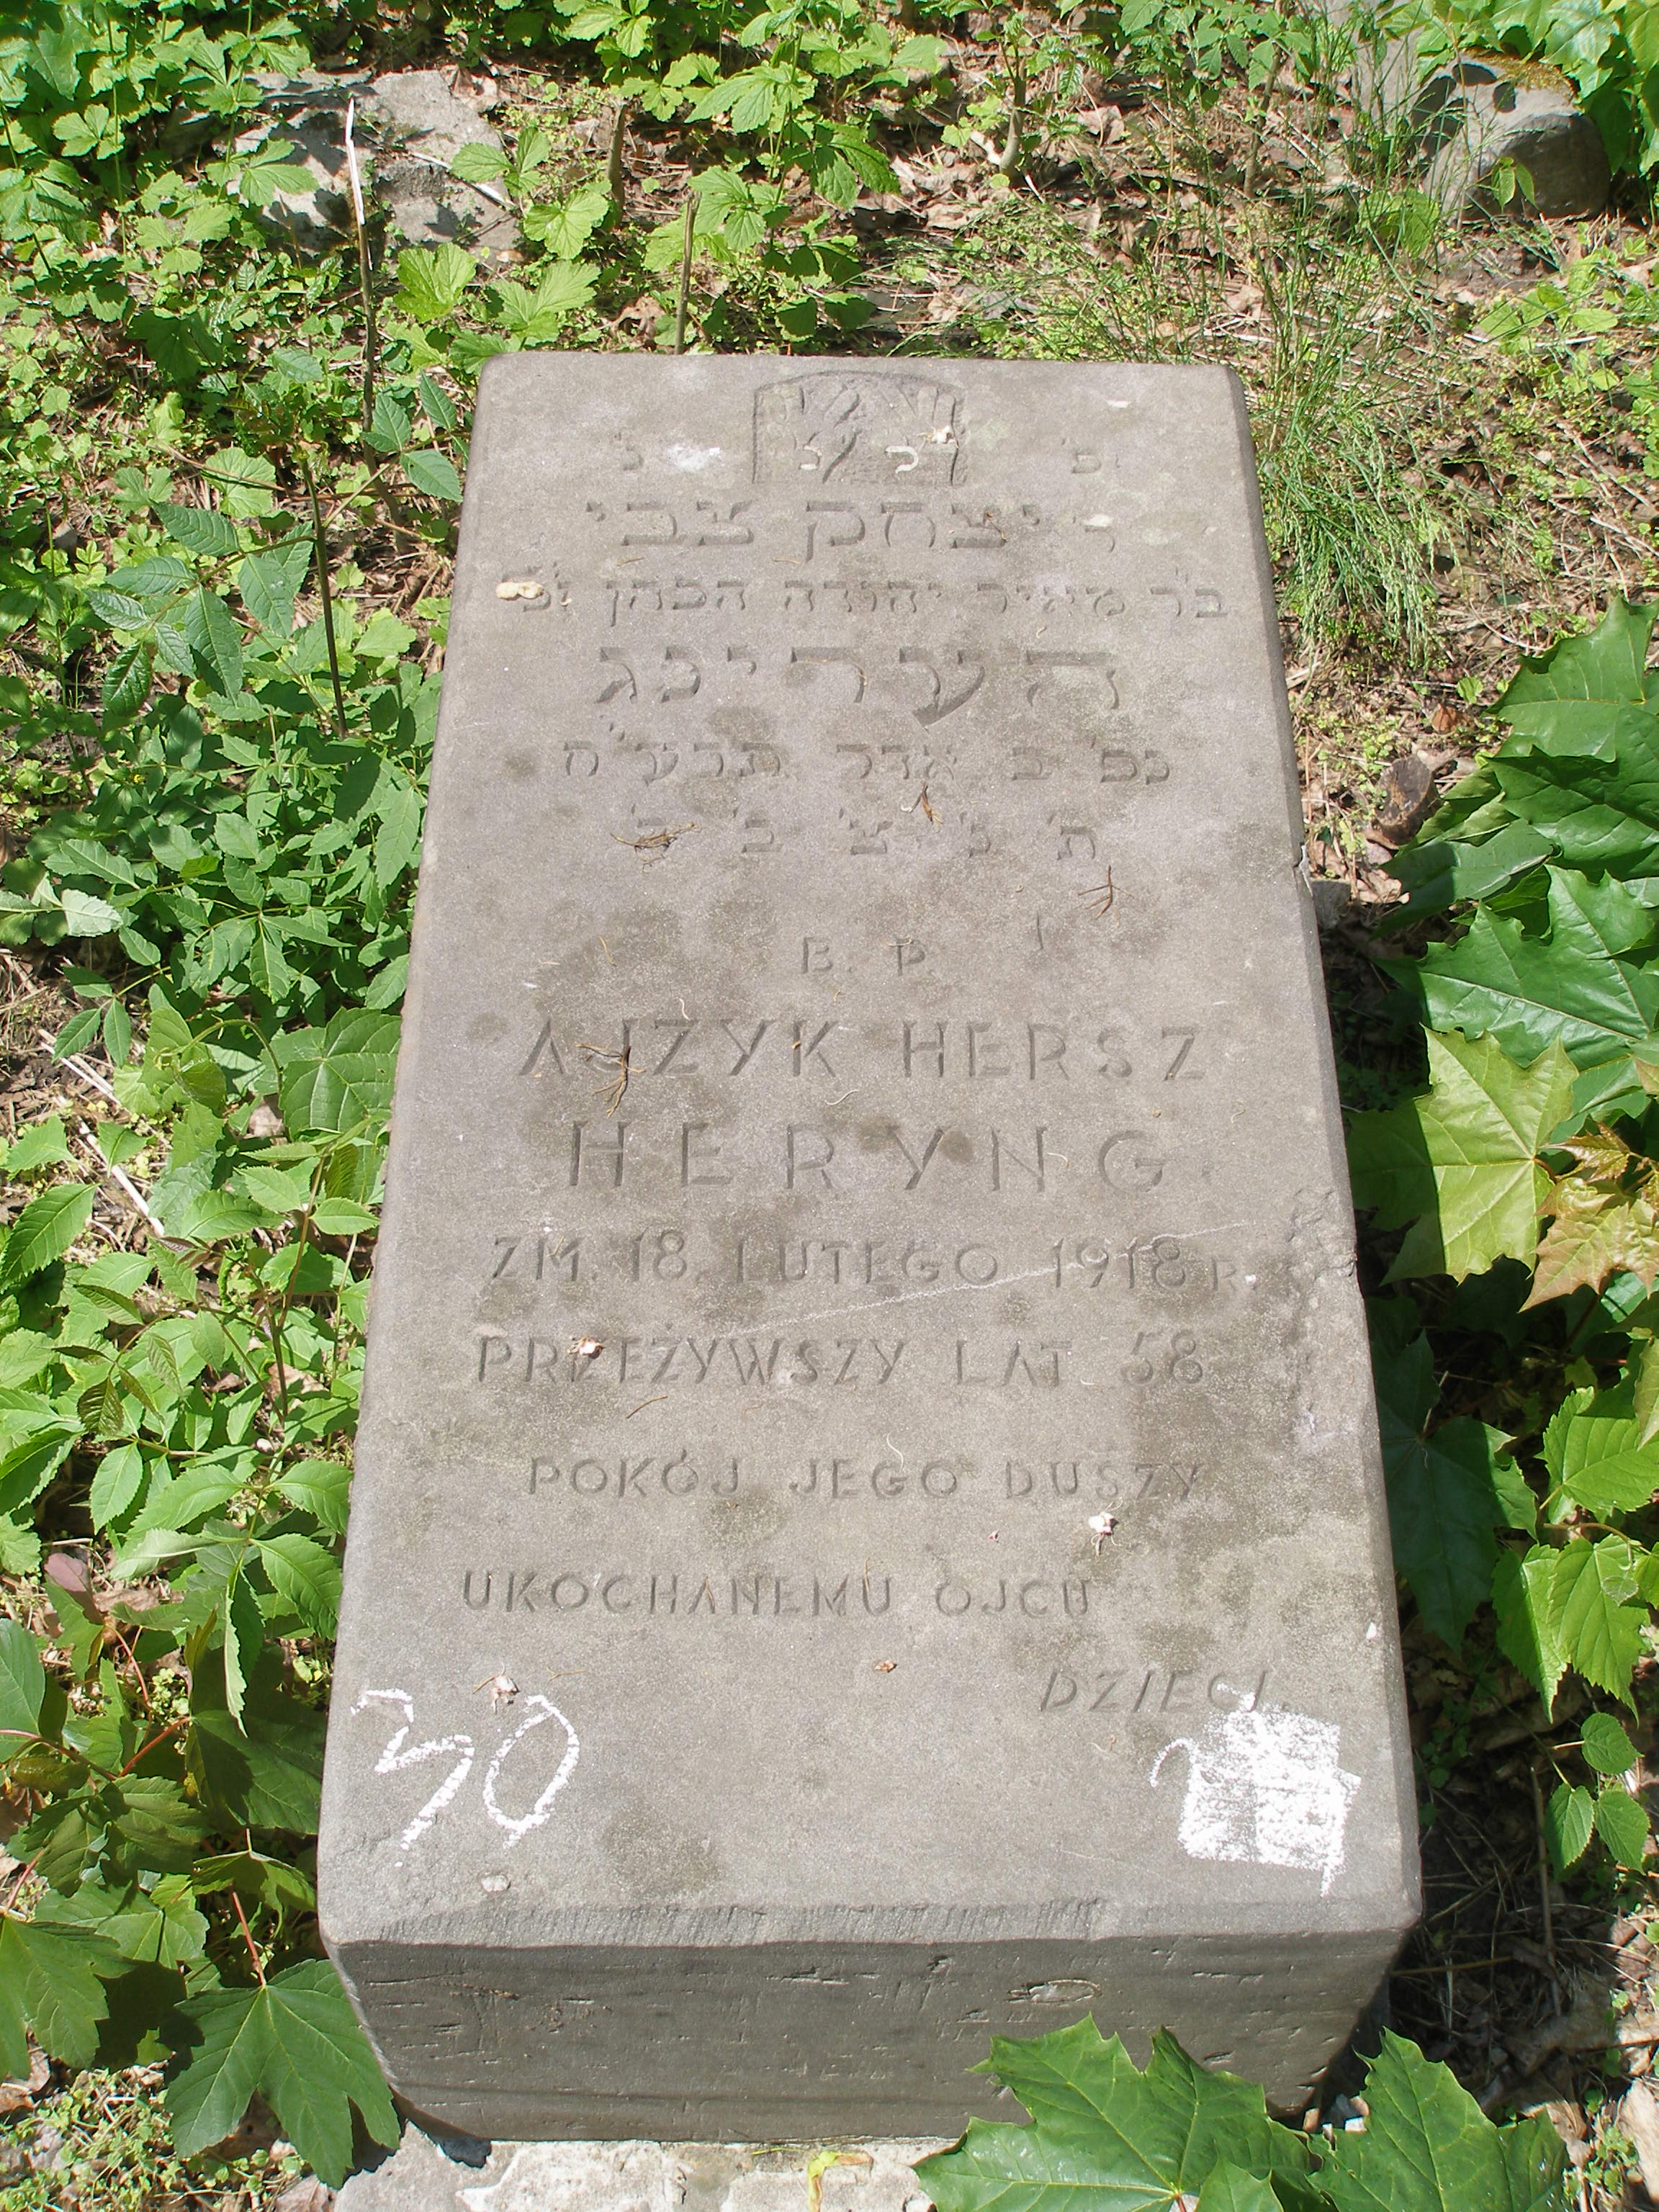 פ' נ'
כ כ
ר' יצחק צבי
ב"ר מאיר יהודה הכהן ז"ל
הערינג
נפ' ב אדר תרע"ח
ת' נ' צ' ב' ה'
B. P
AJZYK HERSZ
HERYNG
ZM. 18. LUTEGO 1918 R.
PRZEŻYWSZY LAT 58
POKÓJ JEGO DUSZY
UKOCHANEMU OJCU
DZIECI
30